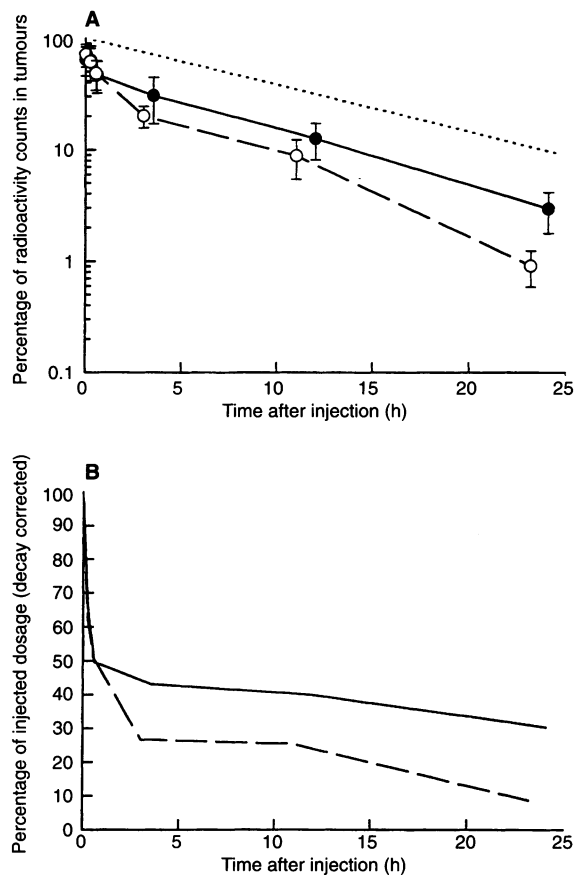 A
Percentage of radioactivity counts in tumours
100
10
1
0.1
0 5 10 15 20 25
Time after injection (h)
B
Percentage of injected dosage (decay corrected)
100
90
80
70
60
50
40
30
20
10
0
0 5 10 15 20 25
Time after injection (h)